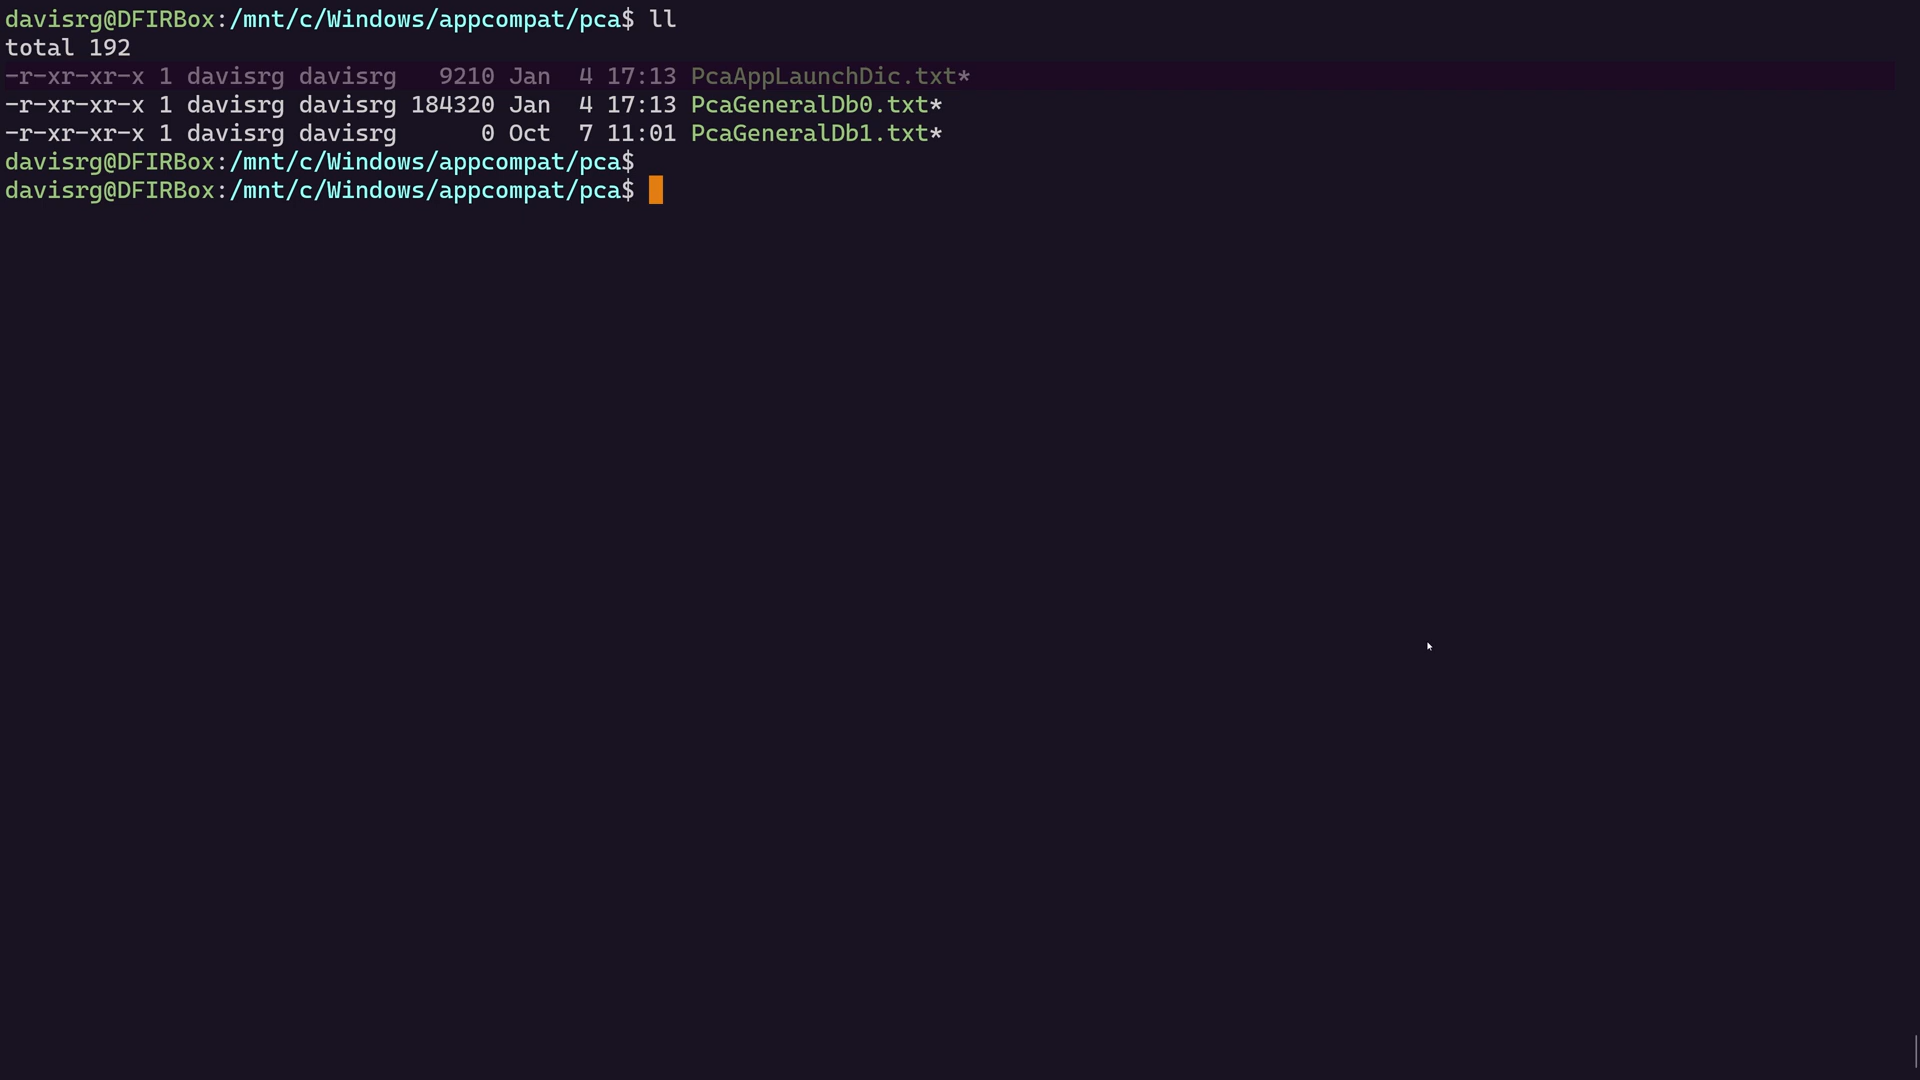 davisrg@DFIRBox:/mnt/c/Windows/appcompat/pca$ ll
total 192
-r-xr-xr-x 1 davisrg davisrg   9210 Jan  4 17:13 PcaAppLaunchDic.txt*
-r-xr-xr-x 1 davisrg davisrg 184320 Jan  4 17:13 PcaGeneralDb0.txt*
-r-xr-xr-x 1 davisrg davisrg      0 Oct  7 11:01 PcaGeneralDb1.txt*
davisrg@DFIRBox:/mnt/c/Windows/appcompat/pca$
davisrg@DFIRBox:/mnt/c/Windows/appcompat/pca$